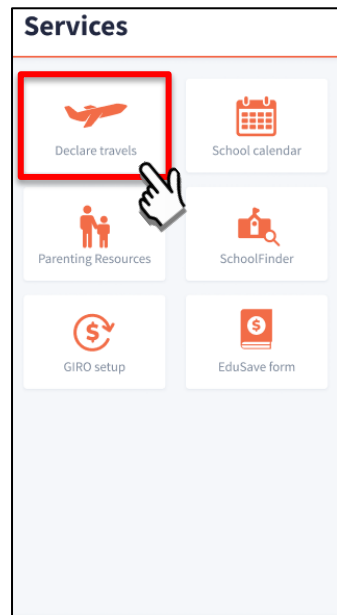 Services
Declare travels
School calendar
Parenting Resources
SchoolFinder
GIRO setup
EduSave form